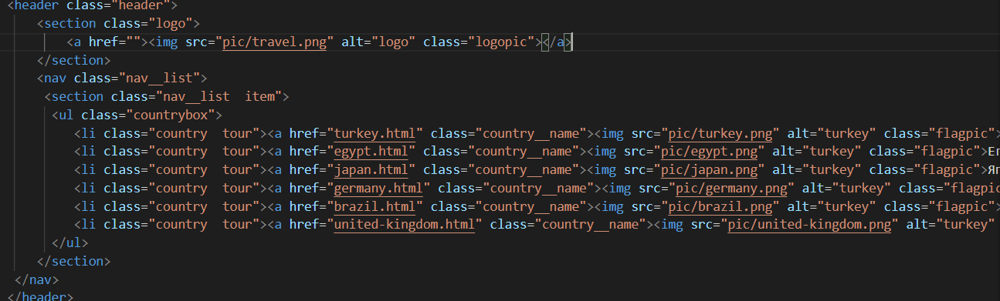 <header class="header">
<section class="logo">
<a href=""><img src="pic/travel.png" alt="logo" class="logopic"></a>
</section>
<nav class="nav__list">
<section class="nav__list  item">
<ul class="countrybox">
<li class="country  tour"><a href="turkey.html" class="country__name"><img src="pic/turkey.png" alt="turkey" class="flagpic">
<li class="country  tour"><a href="egypt.html" class="country__name"><img src="pic/egypt.png" alt="turkey" class="flagpic">Ег
<li class="country  tour"><a href="japan.html" class="country__name"><img src="pic/japan.png" alt="turkey" class="flagpic">Яп
<li class="country  tour"><a href="germany.html" class="country__name"><img src="pic/germany.png" alt="turkey" class="flagpic
<li class="country  tour"><a href="brazil.html" class="country__name"><img src="pic/brazil.png" alt="turkey" class="flagpic">
<li class="country  tour"><a href="united-kingdom.html" class="country__name"><img src="pic/united-kingdom.png" alt="turkey"
</ul>
</section>
</nav>
</header>